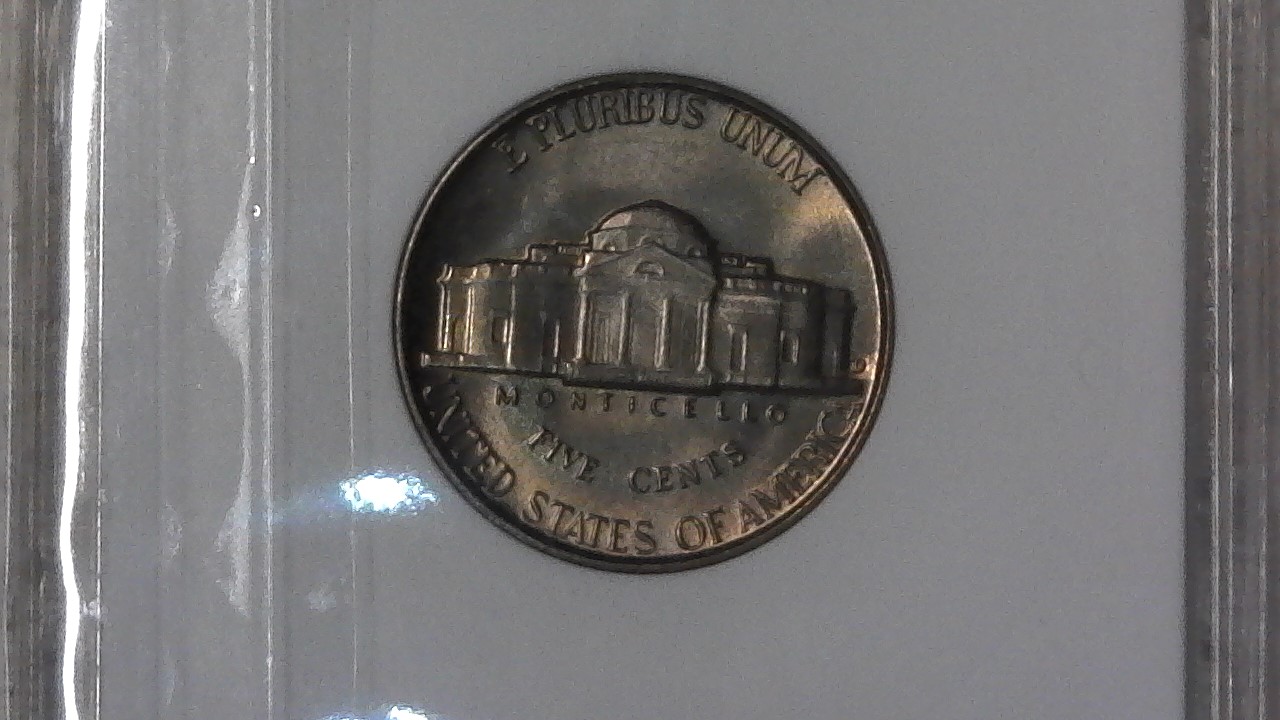 E PLURIBUS UNUM
D
MONTICELLO
FIVE CENTS
UNITED STATES OF AMERICA